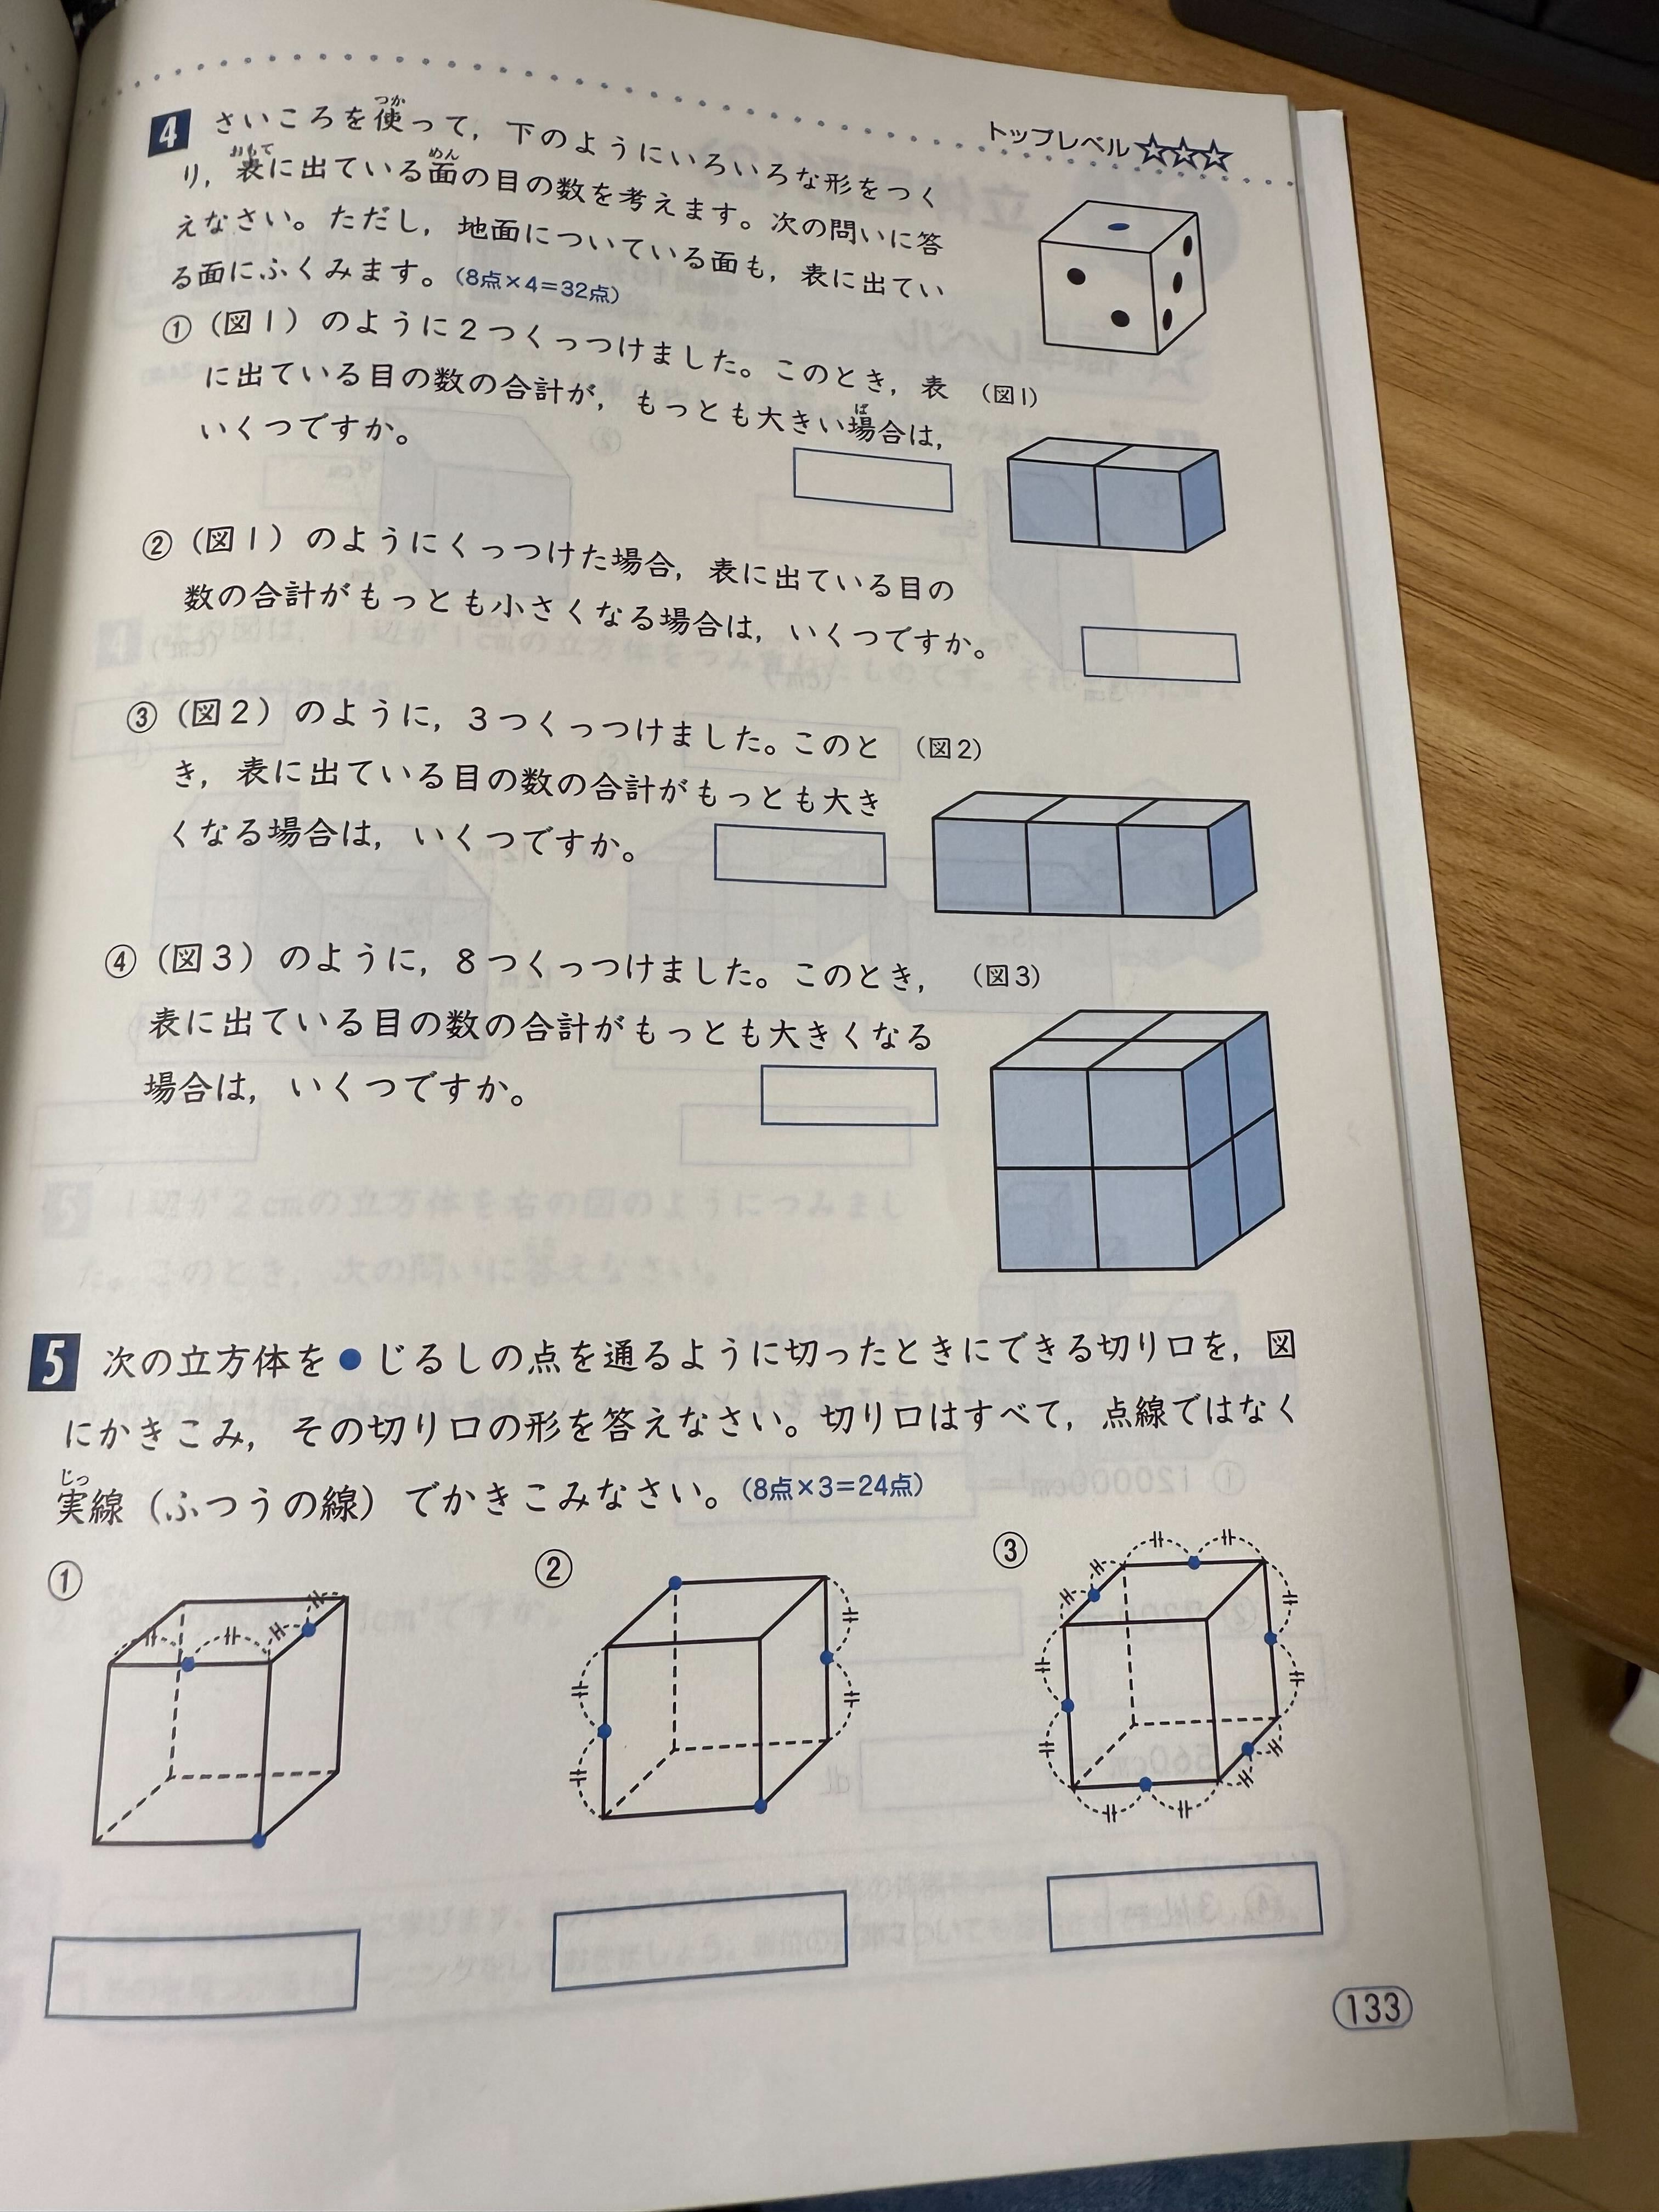 トップレベル☆☆☆
4 さいころを使って，下のようにいろいろな形をつく
り，表に出ている面の目の数を考えます。次の問いに答
えなさい。ただし，地面についている面も，表に出てい
る面にふくみます。(8点×4＝32点)
① (図1) のように2つくっつけました。このとき，表
に出ている目の数の合計が，もっとも大きい場合は，
いくつですか。
(図1)
② (図1) のようにくっつけた場合，表に出ている目の
数の合計がもっとも小さくなる場合は，いくつですか。
③ (図2) のように，3つくっつけました。このと
き，表に出ている目の数の合計がもっとも大き
くなる場合は，いくつですか。
(図2)
④ (図3) のように，8つくっつけました。このとき，
表に出ている目の数の合計がもっとも大きくなる
場合は，いくつですか。
(図3)
5 次の立方体を●じるしの点を通るように切ったときにできる切り口を，図
にかきこみ，その切り口の形を答えなさい。切り口はすべて，点線ではなく
実線（ふつうの線）でかきこみなさい。(8点×3＝24点)
①
②
③
133